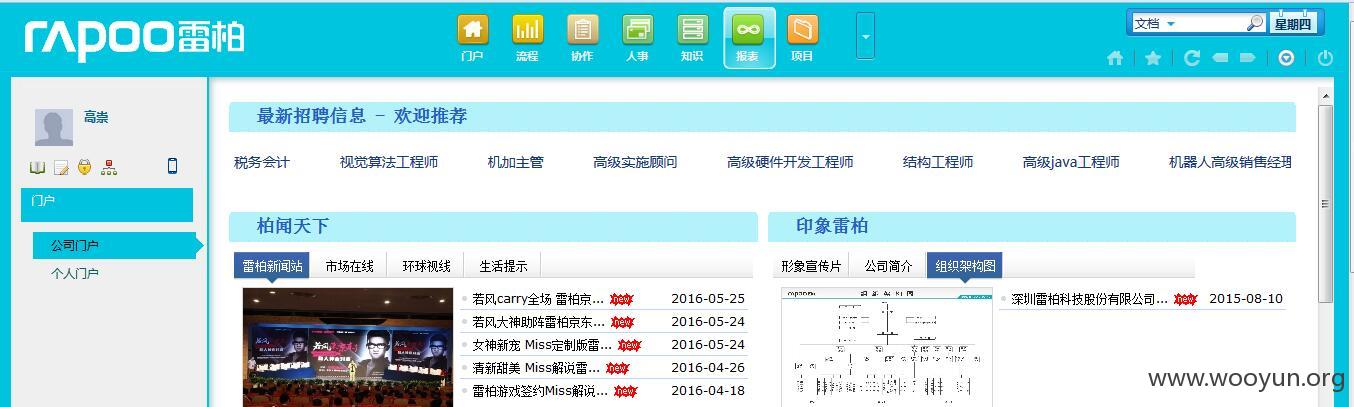 rapoo雷柏
门户 流程 协作 人事 知识 报表 项目
文档 星期四
高崇
门户
公司门户
个人门户
最新招聘信息 - 欢迎推荐
税务会计 视觉算法工程师 机加主管 高级实施顾问 高级硬件开发工程师 结构工程师 高级java工程师 机器人高级销售经理
柏闻天下
雷柏新闻站 市场在线 环球视线 生活提示
若风carry全场 雷柏京... new 2016-05-25
若风大神助阵雷柏京东... new 2016-05-24
女神新宠 Miss定制版雷... new 2016-05-24
清新甜美 Miss解说雷... new 2016-04-26
雷柏游戏签约Miss解说... new 2016-04-18
印象雷柏
形象宣传片 公司简介 组织架构图
组织架构图
深圳雷柏科技股份有限公司... new 2015-08-10
www.wooyun.org